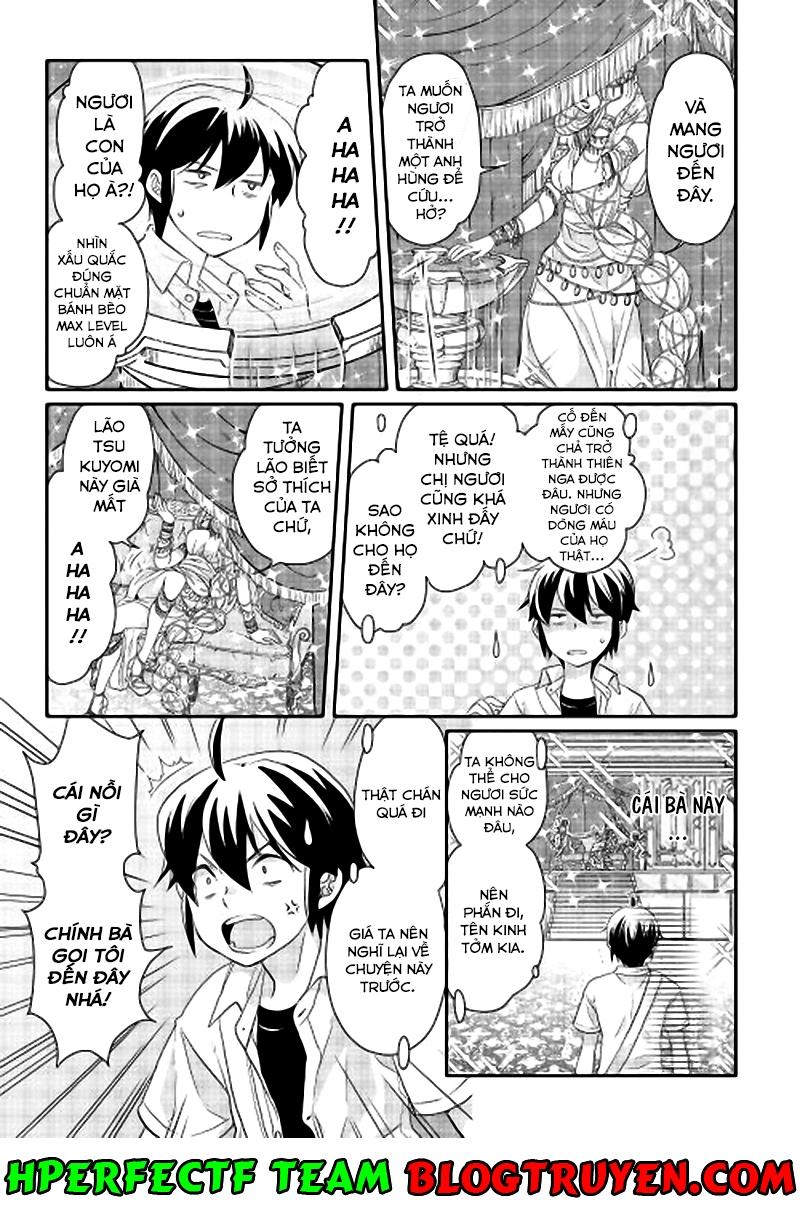 VÀ
MANG
NGƯƠI
ĐẾN
ĐÂY.
TA MUỐN
NGƯƠI
TRỞ
THÀNH
MỘT ANH
HÙNG ĐỂ
CỨU...
HỞ?
A
HA
HA
HA
!!
NGƯƠI
LÀ
CON
CỦA
HỌ À?!
NHÌN
XẤU QUẮC
ĐÚNG
CHUẨN MẶT
BÁNH BÈO
MAX LEVEL
LUÔN Á
CỐ ĐẾN
MẤY CŨNG
CHẢ TRỞ
THÀNH THIÊN
NGA ĐƯỢC
ĐÂU. NHƯNG
NGƯƠI CÓ
DÒNG MÁU
CỦA HỌ
THẬT...
TỆ QUÁ!
NHƯNG
CHỊ NGƯƠI
CŨNG KHÁ
XINH ĐẤY
CHỨ!
SAO
KHÔNG
CHO HỌ
ĐẾN
ĐÂY?
TA
TƯỞNG
LÃO BIẾT
SỞ THÍCH
CỦA TA
CHỨ,
LÃO
TSU
KUYOMI
NÀY GIÀ
MẤT
A
HA
HA
HA
!!
CÁI BÀ NÀY
...
TA KHÔNG
THỂ CHO
NGƯƠI SỨC
MẠNH NÀO
ĐÂU,
NÊN
PHẮN ĐI,
TÊN KINH
TỞM KIA.
THẬT CHÁN
QUÁ ĐI
GIÁ TA NÊN
NGHĨ LẠI VỀ
CHUYỆN NÀY
TRƯỚC.
CÁI NỒI
GÌ
ĐÂY?
CHÍNH BÀ
GỌI TÔI
ĐẾN ĐÂY
NHÁ!
HPERFECTF TEAM BLOGTRUYEN.COM